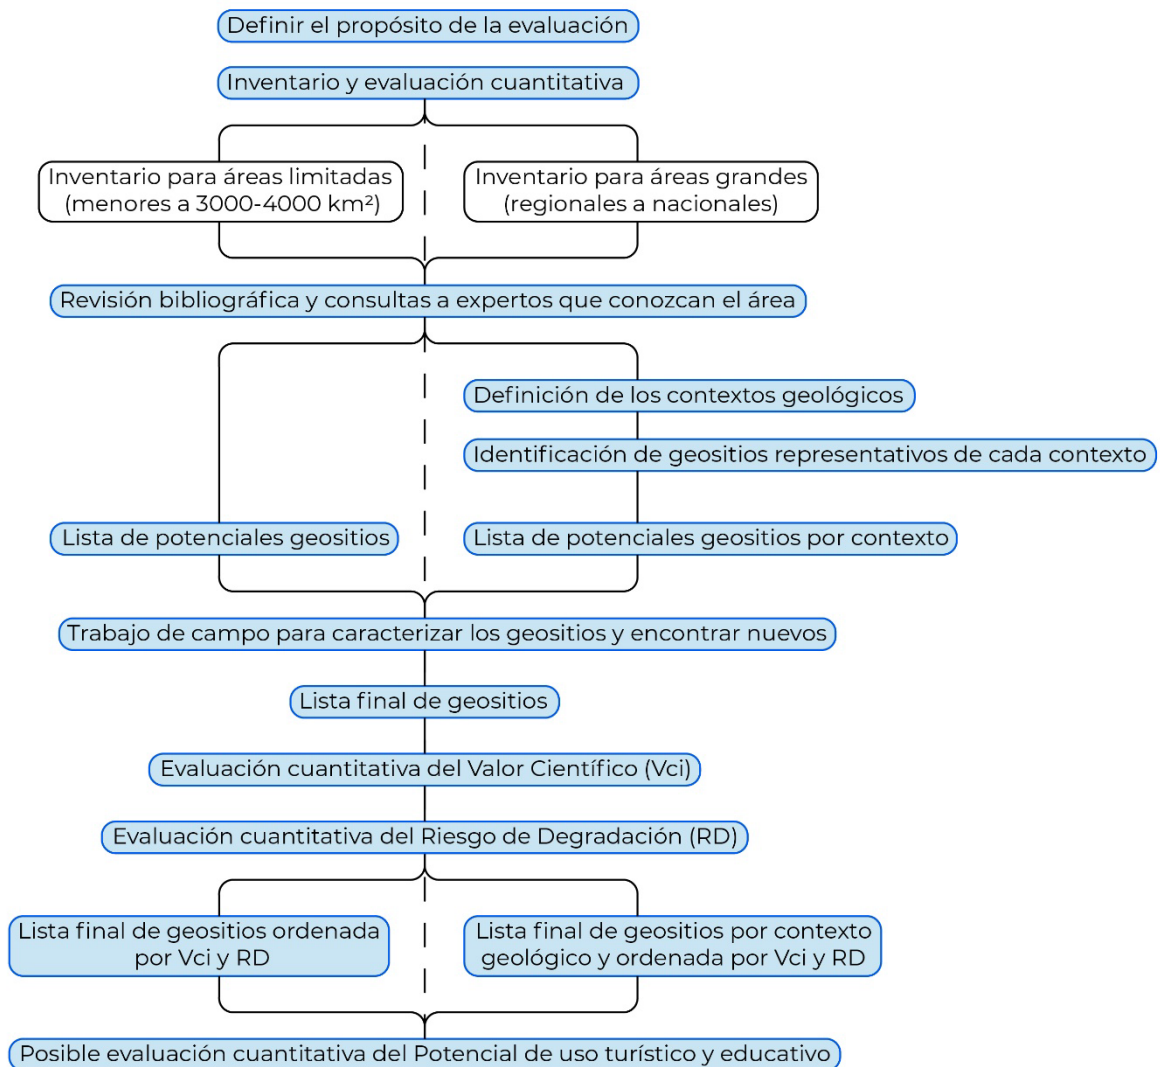 Definir el propósito de la evaluación
Inventario y evaluación cuantitativa
Inventario para áreas limitadas
(menores a 3000-4000 km²)
Inventario para áreas grandes
(regionales a nacionales)
Revisión bibliográfica y consultas a expertos que conozcan el área
Definición de los contextos geológicos
Identificación de geositios representativos de cada contexto
Lista de potenciales geositios
Lista de potenciales geositios por contexto
Trabajo de campo para caracterizar los geositios y encontrar nuevos
Lista final de geositios
Evaluación cuantitativa del Valor Científico (Vci)
Evaluación cuantitativa del Riesgo de Degradación (RD)
Lista final de geositios ordenada
por Vci y RD
Lista final de geositios por contexto
geológico y ordenada por Vci y RD
Posible evaluación cuantitativa del Potencial de uso turístico y educativo